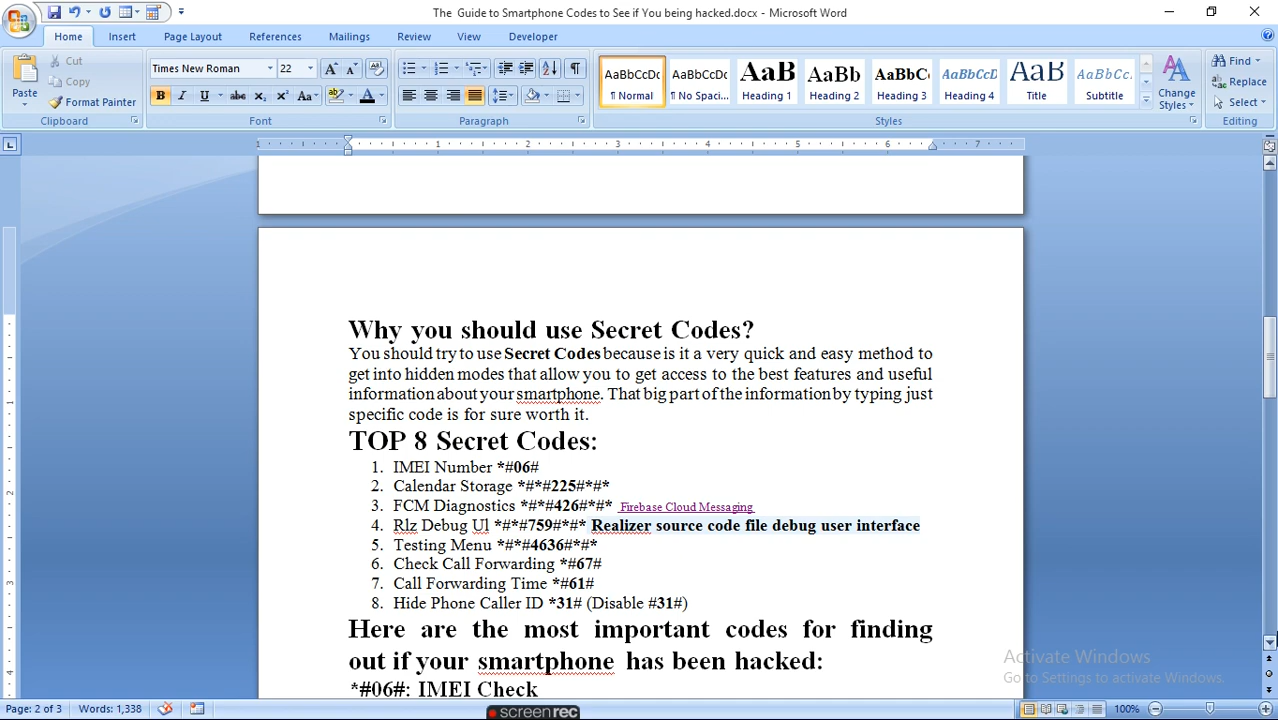 The Guide to Smartphone Codes to See if You being hacked.docx - Microsoft Word
Home Insert Page Layout References Mailings Review View Developer
Cut
Copy
Format Painter
Paste
Times New Roman 22
AaBbCcDc AaBbCcDc AaB AaBb AaBbC AaBbCcD AaB AaBbCc.
¶ Normal ¶ No Spaci... Heading 1 Heading 2 Heading 3 Heading 4 Title Subtitle
Change Styles
Find
Replace
Select
Clipboard Font Paragraph Styles Editing
1 1 2 3 4 5 6 7
Why you should use Secret Codes?
You should try to use Secret Codes because is it a very quick and easy method to
get into hidden modes that allow you to get access to the best features and useful
information about your smartphone. That big part of the information by typing just
specific code is for sure worth it.
TOP 8 Secret Codes:
1. IMEI Number *#06#
2. Calendar Storage *#*#225#*#*
3. FCM Diagnostics *#*#426#*#* Firebase Cloud Messaging
4. Rlz Debug Ul *#*#759#*#* Realizer source code file debug user interface
5. Testing Menu *#*#4636#*#*
6. Check Call Forwarding *#67#
7. Call Forwarding Time *#61#
8. Hide Phone Caller ID *31# (Disable #31#)
Here are the most important codes for finding
out if your smartphone has been hacked:
*#06#: IMEI Check
Activate Windows
Go to Settings to activate Windows.
Page: 2 of 3 Words: 1,338 100%
screenrec